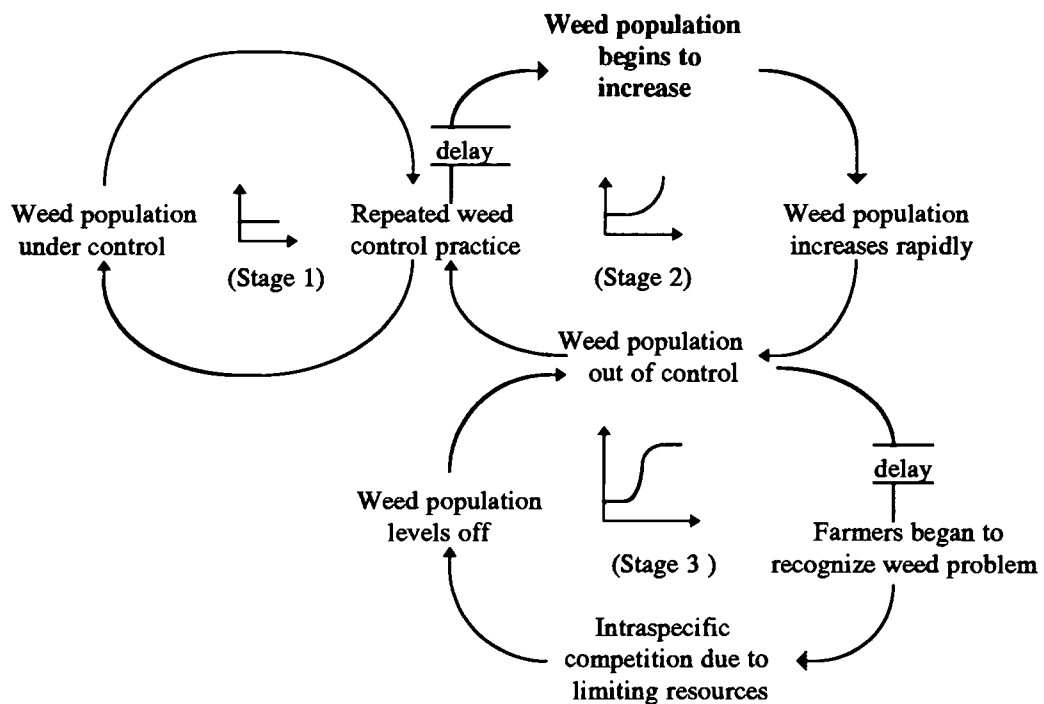 Weed population
begins to
increase
delay
Weed population
under control
(Stage 1)
Repeated weed
control practice
(Stage 2)
Weed population
increases rapidly
Weed population
out of control
delay
Weed population
levels off
(Stage 3 )
Farmers began to
recognize weed problem
Intraspecific
competition due to
limiting resources